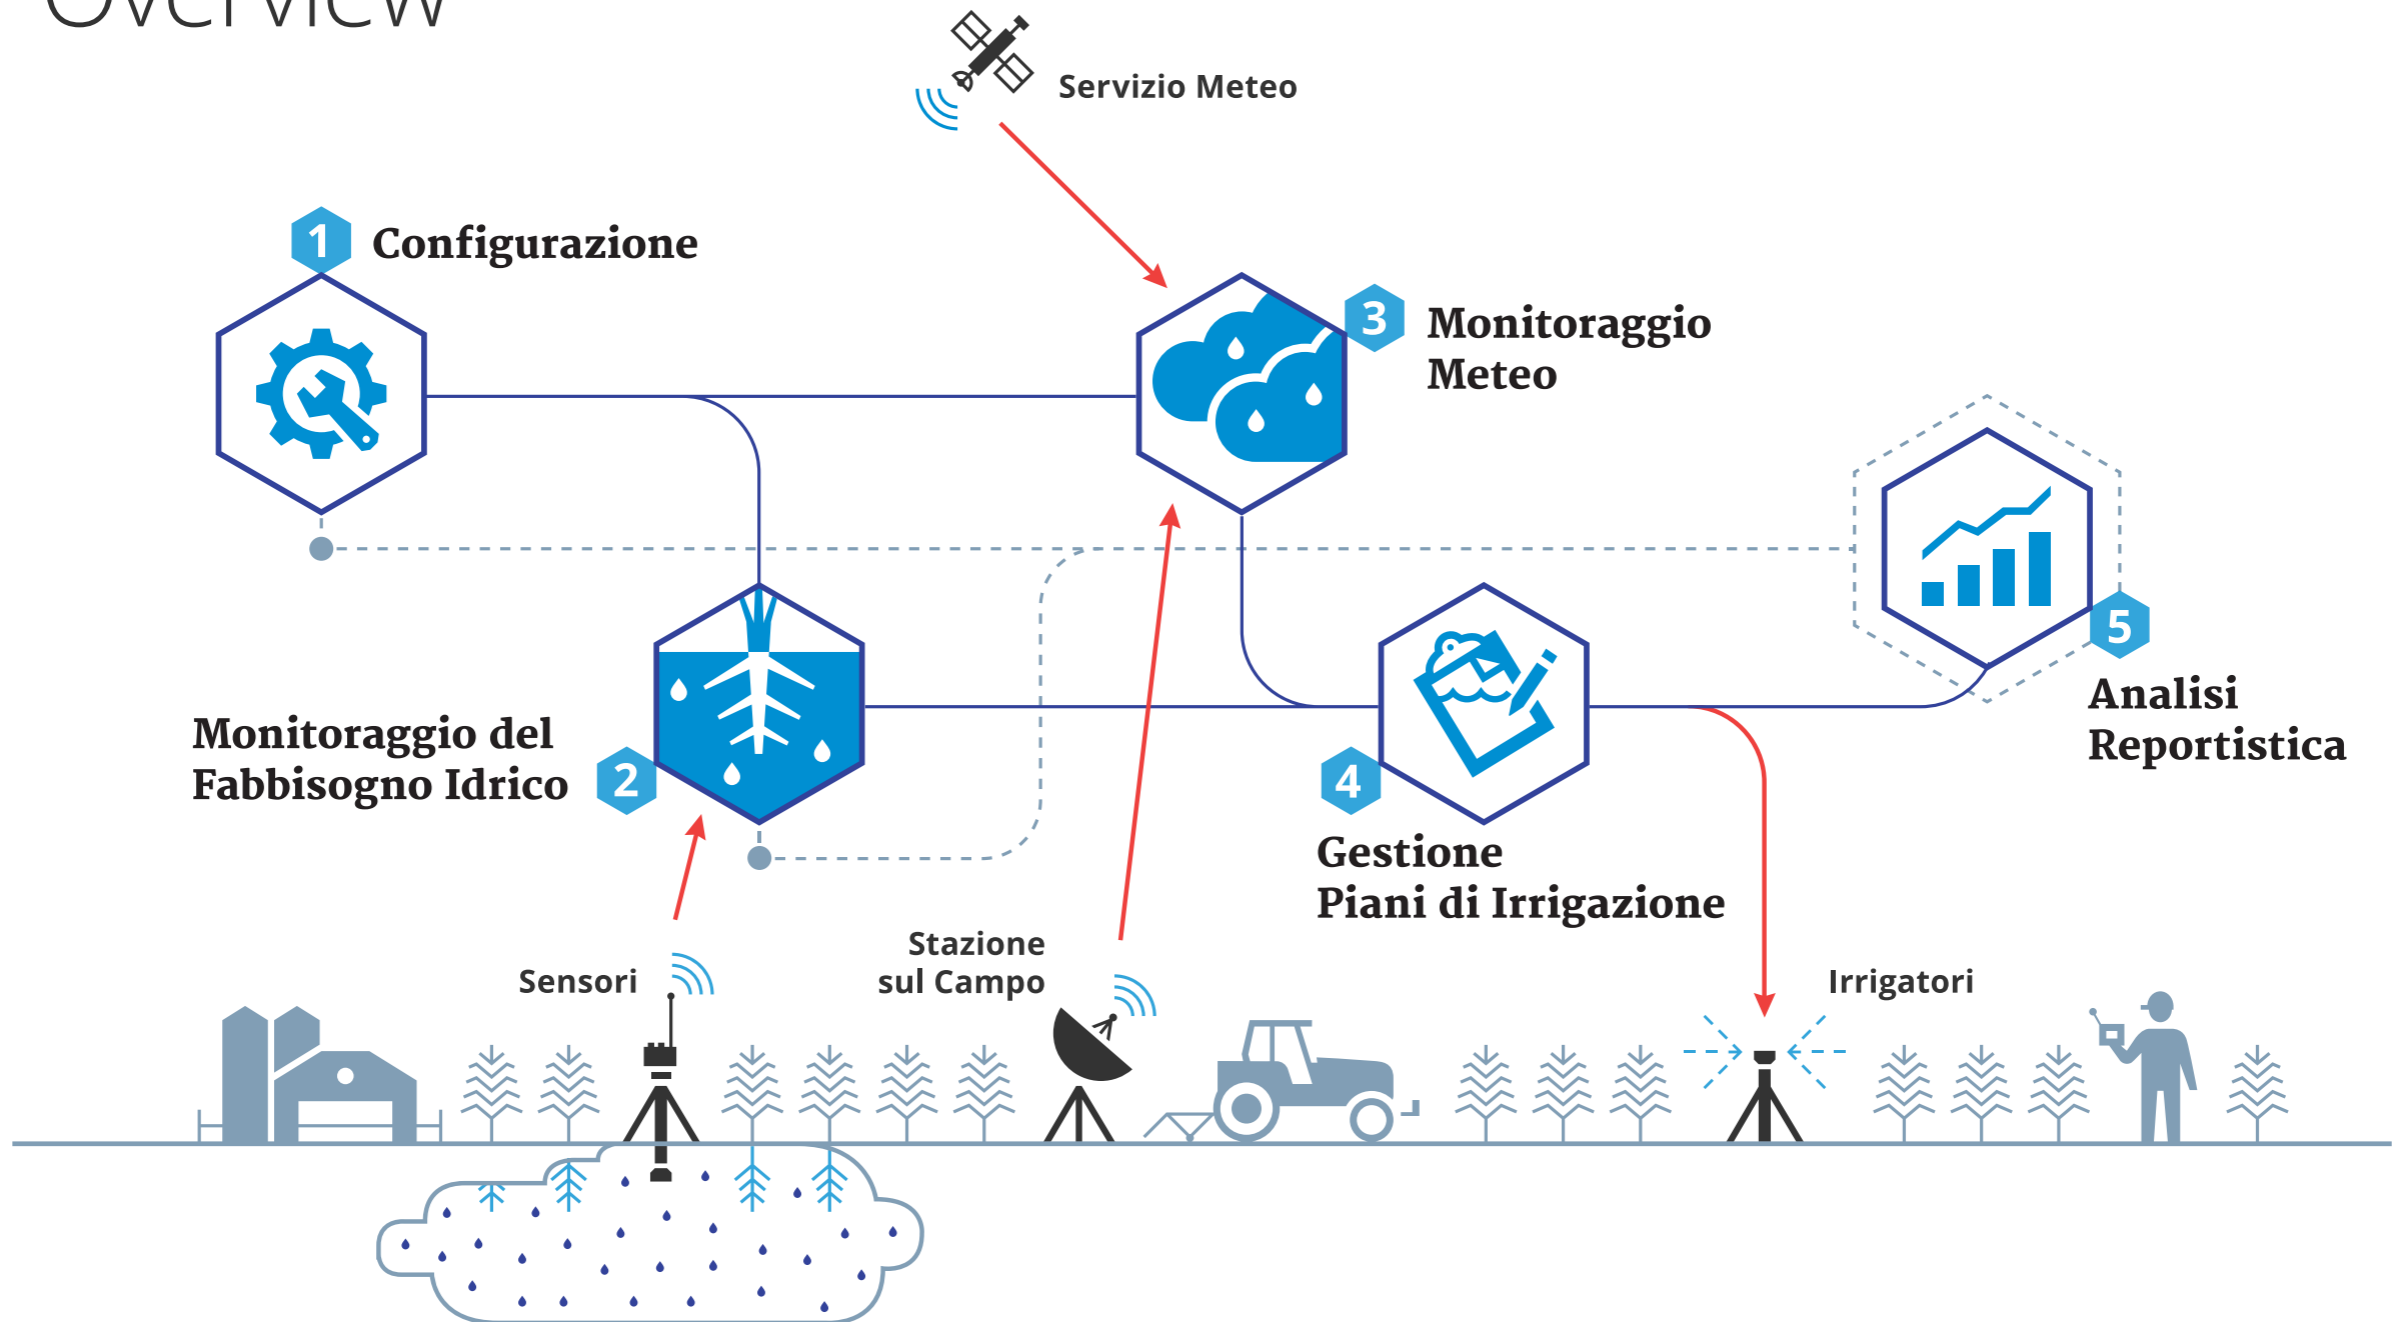 Overview
Servizio Meteo
1 Configurazione
3 Monitoraggio
Meteo
Monitoraggio del
Fabbisogno Idrico 2
4
Gestione
Piani di Irrigazione
5
Analisi
Reportistica
Sensori
Stazione
sul Campo
Irrigatori